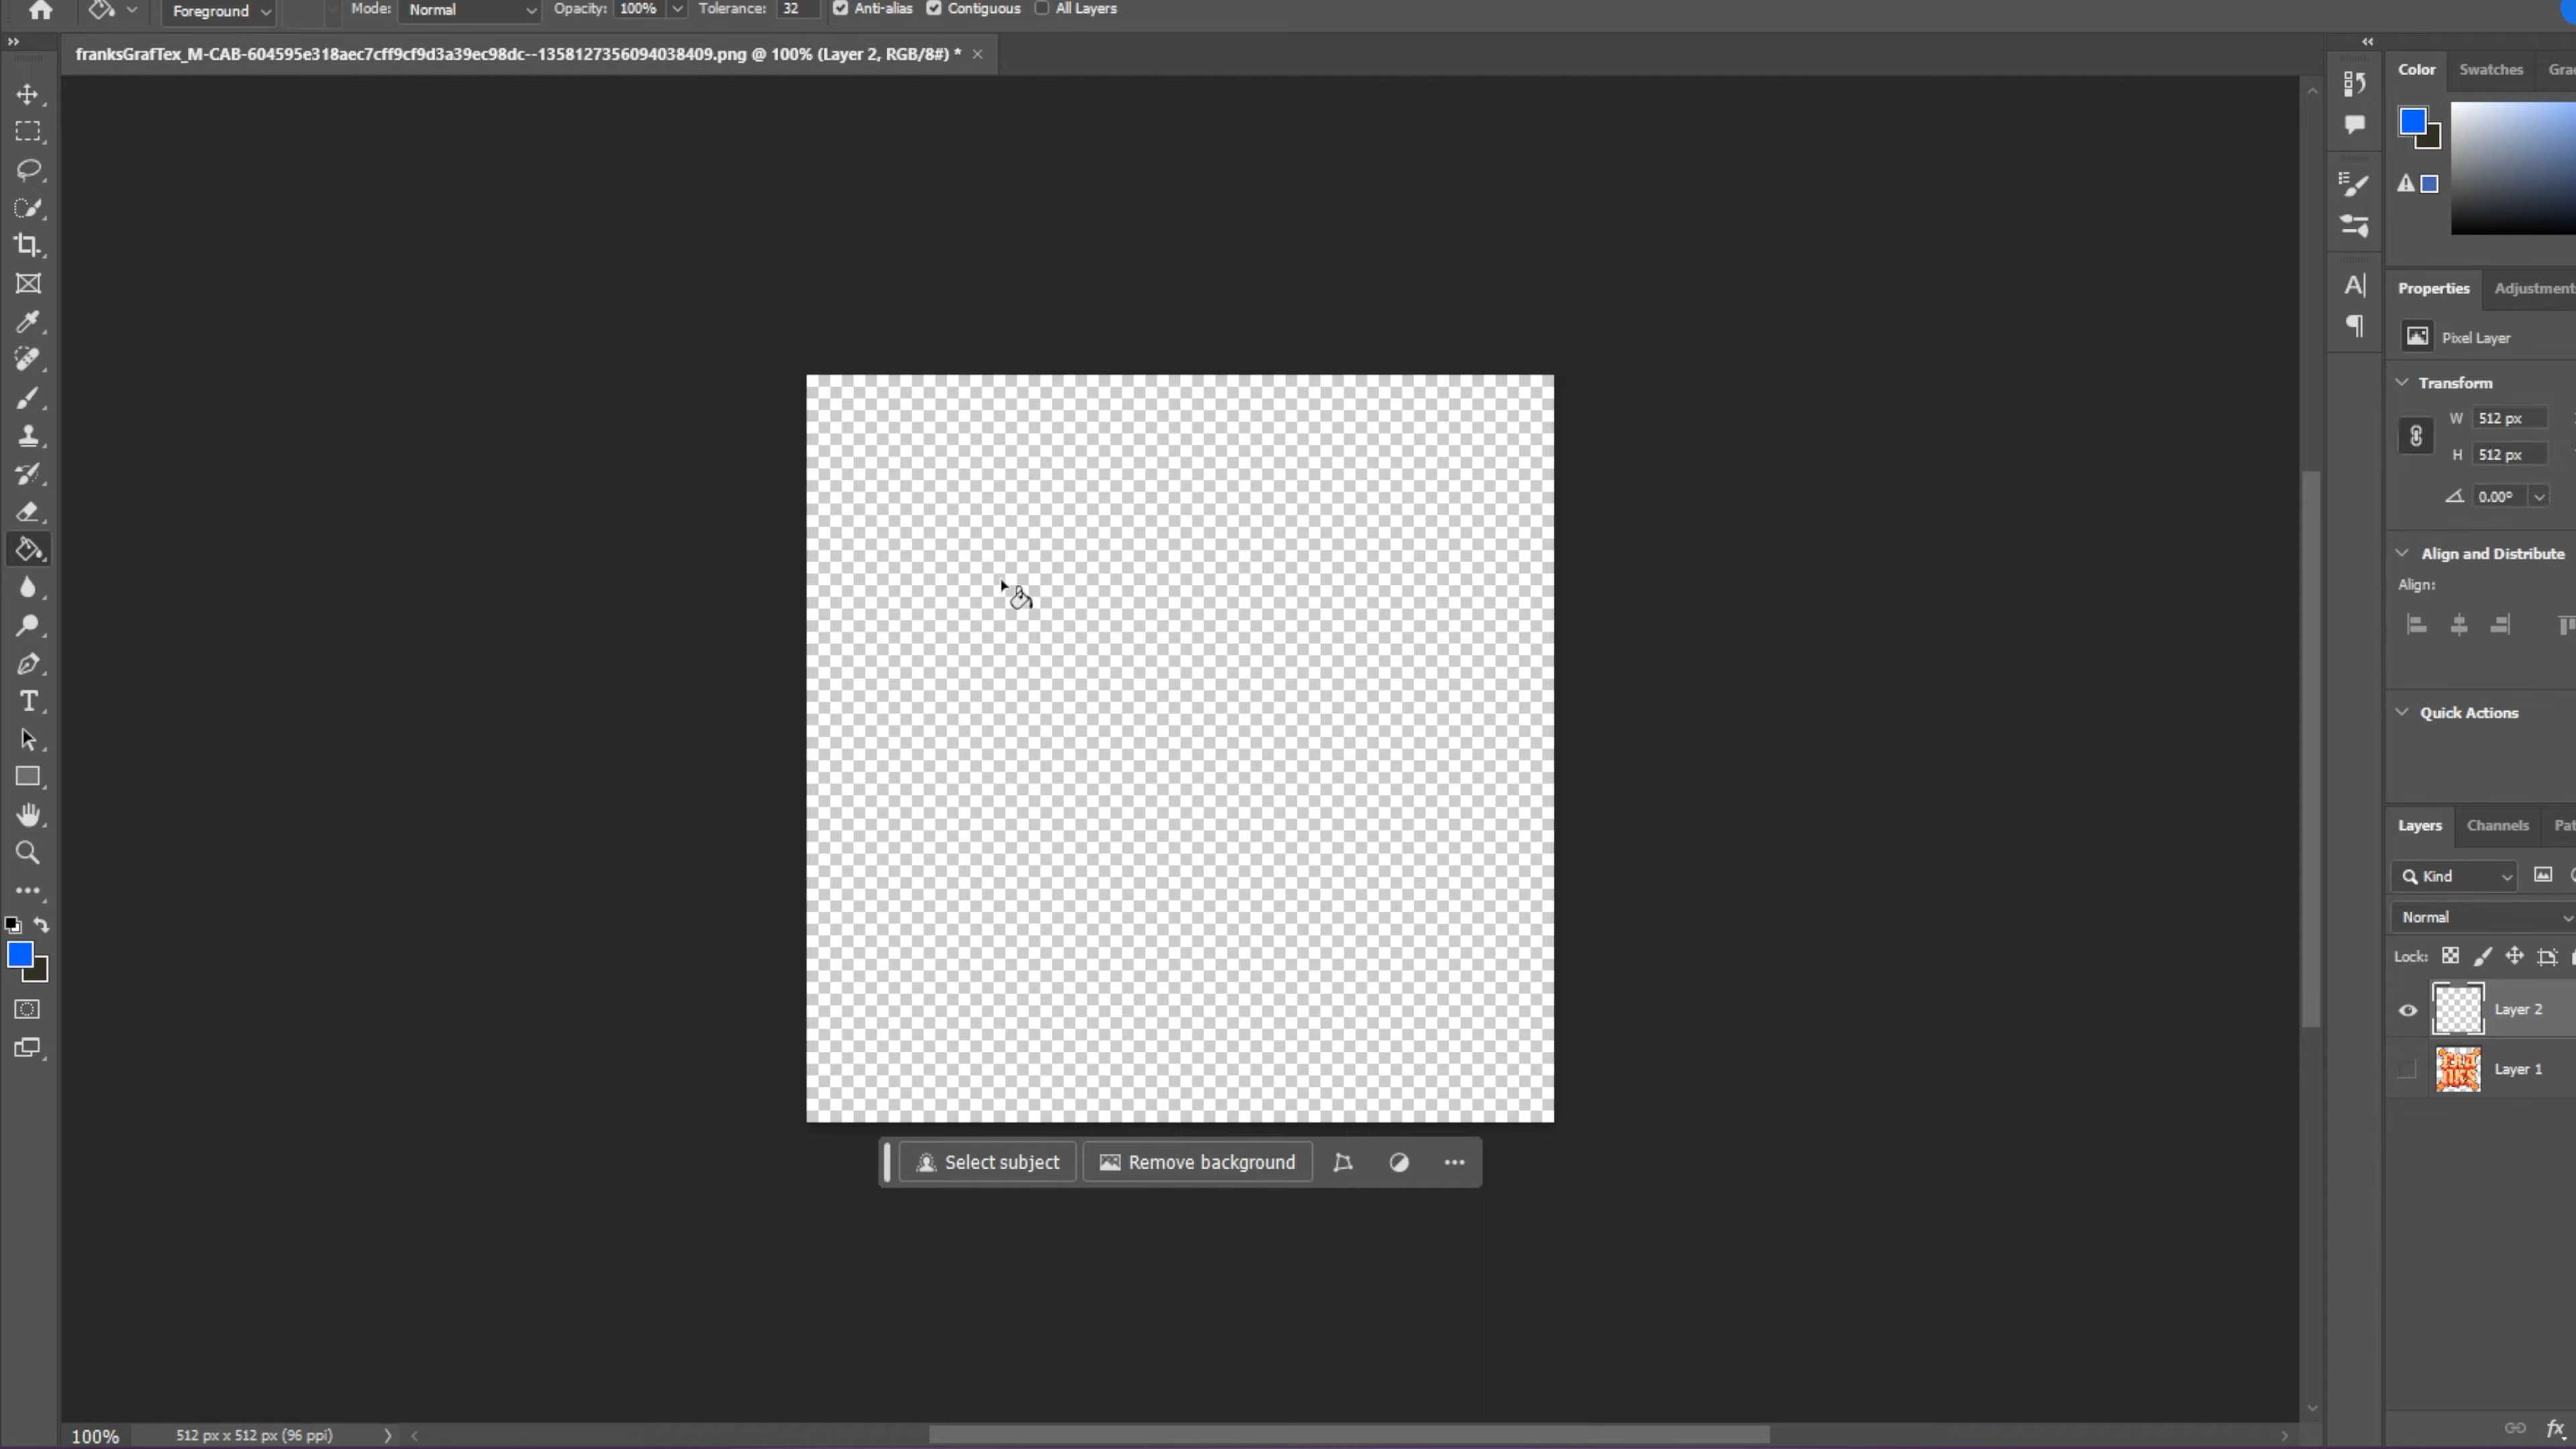 Foreground Mode: Normal Opacity: 100% Tolerance: 32 Anti-alias Contiguous All Layers
franksGrafTex_M-CAB-604595e318aec7cff9cf9d3a39ec98dc--1358127356094038409.png @ 100% (Layer 2, RGB/8#) *
Color Swatches Gra
Properties Adjustment
Pixel Layer
Transform
W 512 px
H 512 px
0.00°
Align and Distribute
Align:
Quick Actions
Layers Channels Pat
Kind
Normal
Lock:
Layer 2
Layer 1
Select subject Remove background
100% 512 px x 512 px (96 ppi)
fx